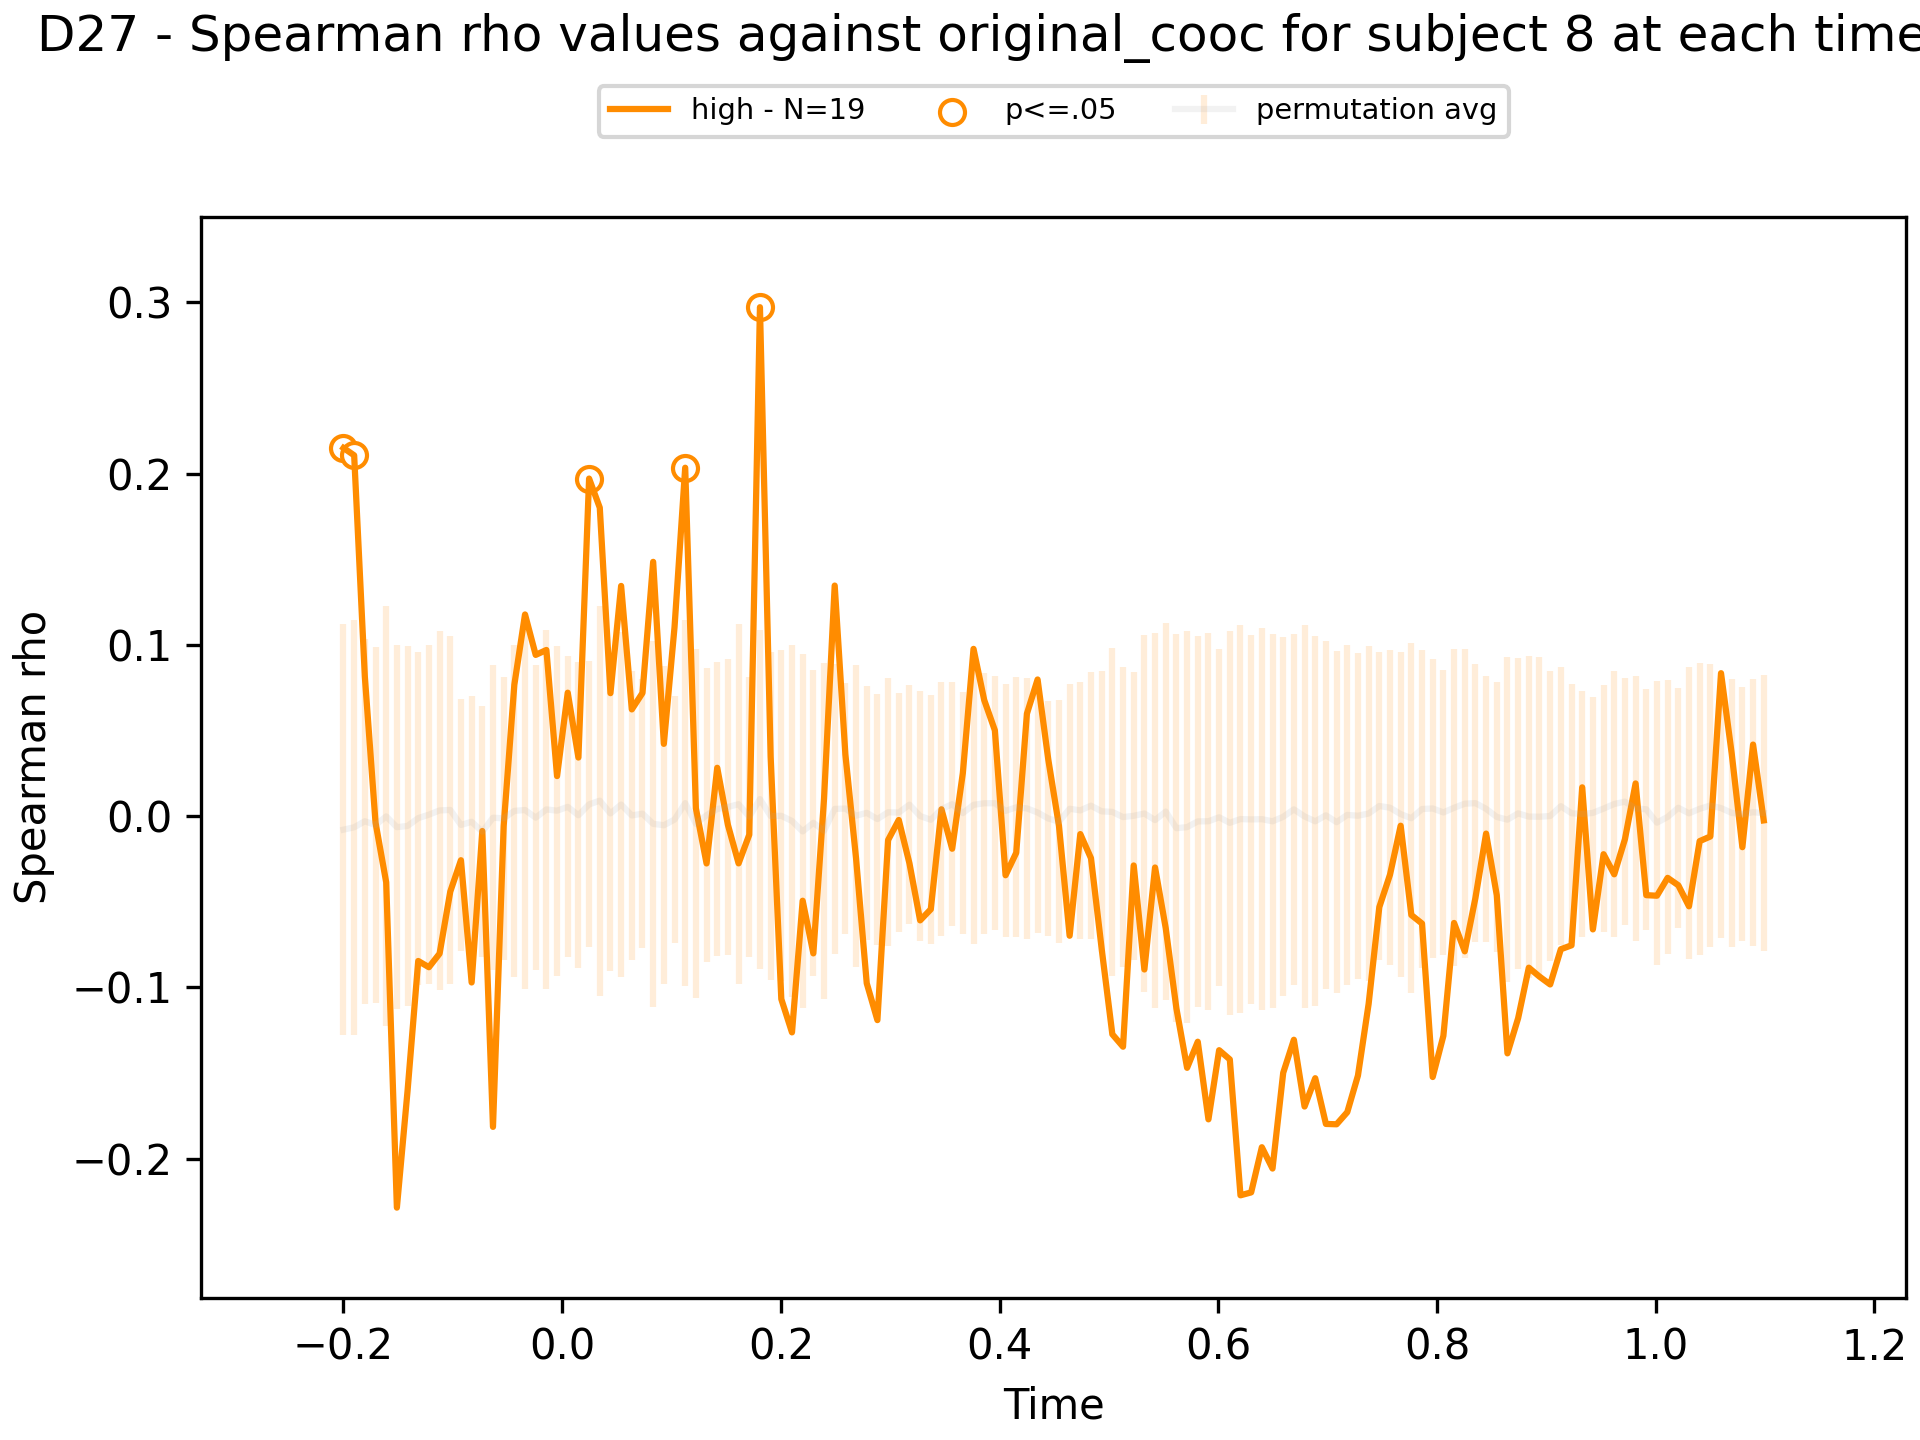 D27 - Spearman rho values against original_cooc for subject 8 at each time
high - N=19 p<=.05 permutation avg
0.3
0.2
0.1
0.0
−0.1
−0.2
Spearman rho
−0.2 0.0 0.2 0.4 0.6 0.8 1.0 1.2
Time